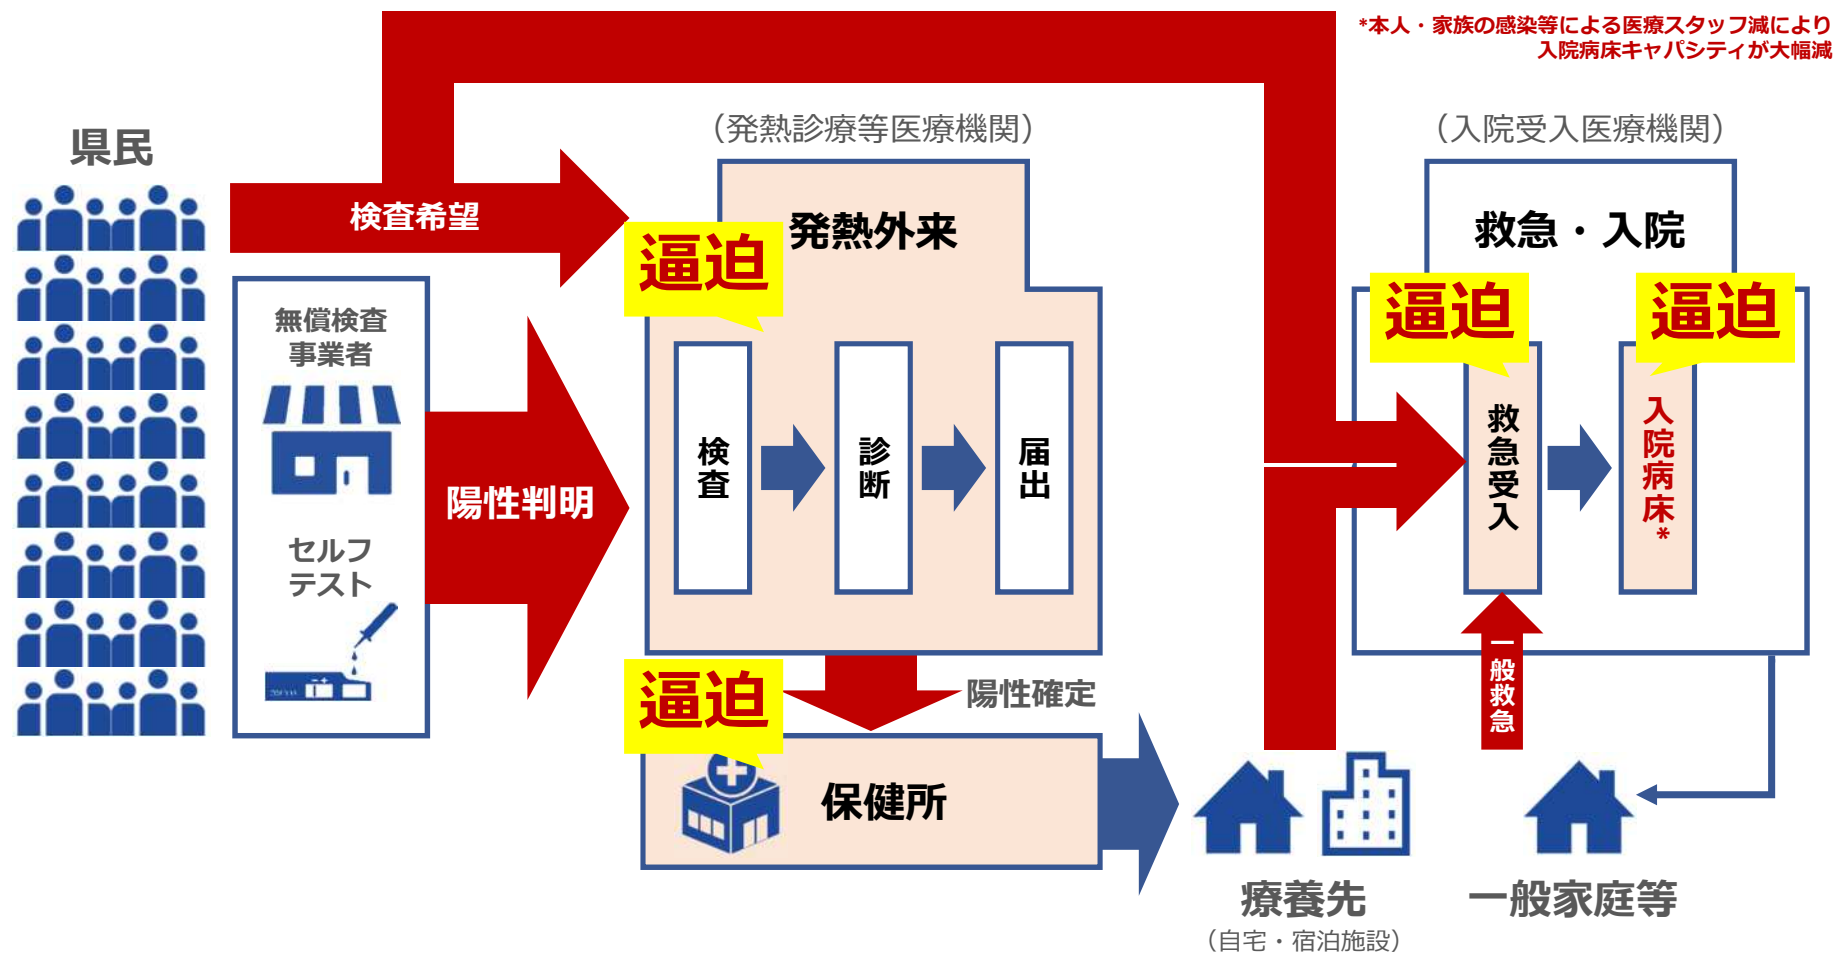 *本人・家族の感染等による医療スタッフ減により
入院病床キャパシティが大幅減
県民
（発熱診療等医療機関）
（入院受入医療機関）
検査希望
発熱外来
救急・入院
逼迫
逼迫
逼迫
無償検査
事業者
陽性判明
セルフ
テスト
検査
診断
届出
救急受入
入院病床*
一般救急
逼迫
陽性確定
保健所
療養先
（自宅・宿泊施設）
一般家庭等